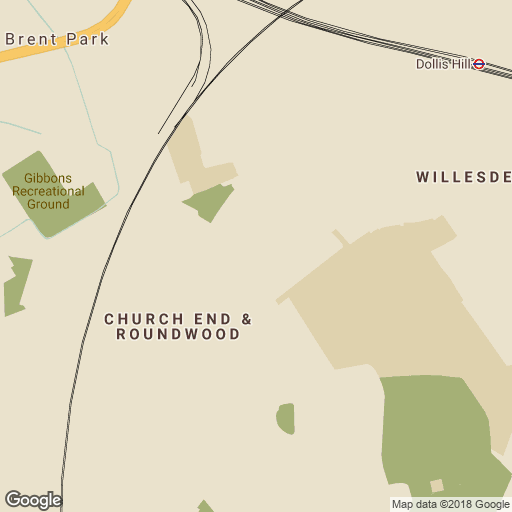 Brent Park
Dollis Hill
Gibbons
Recreational
Ground
WILLESDE
CHURCH END &
ROUNDWOOD
Google
Map data ©2018 Google